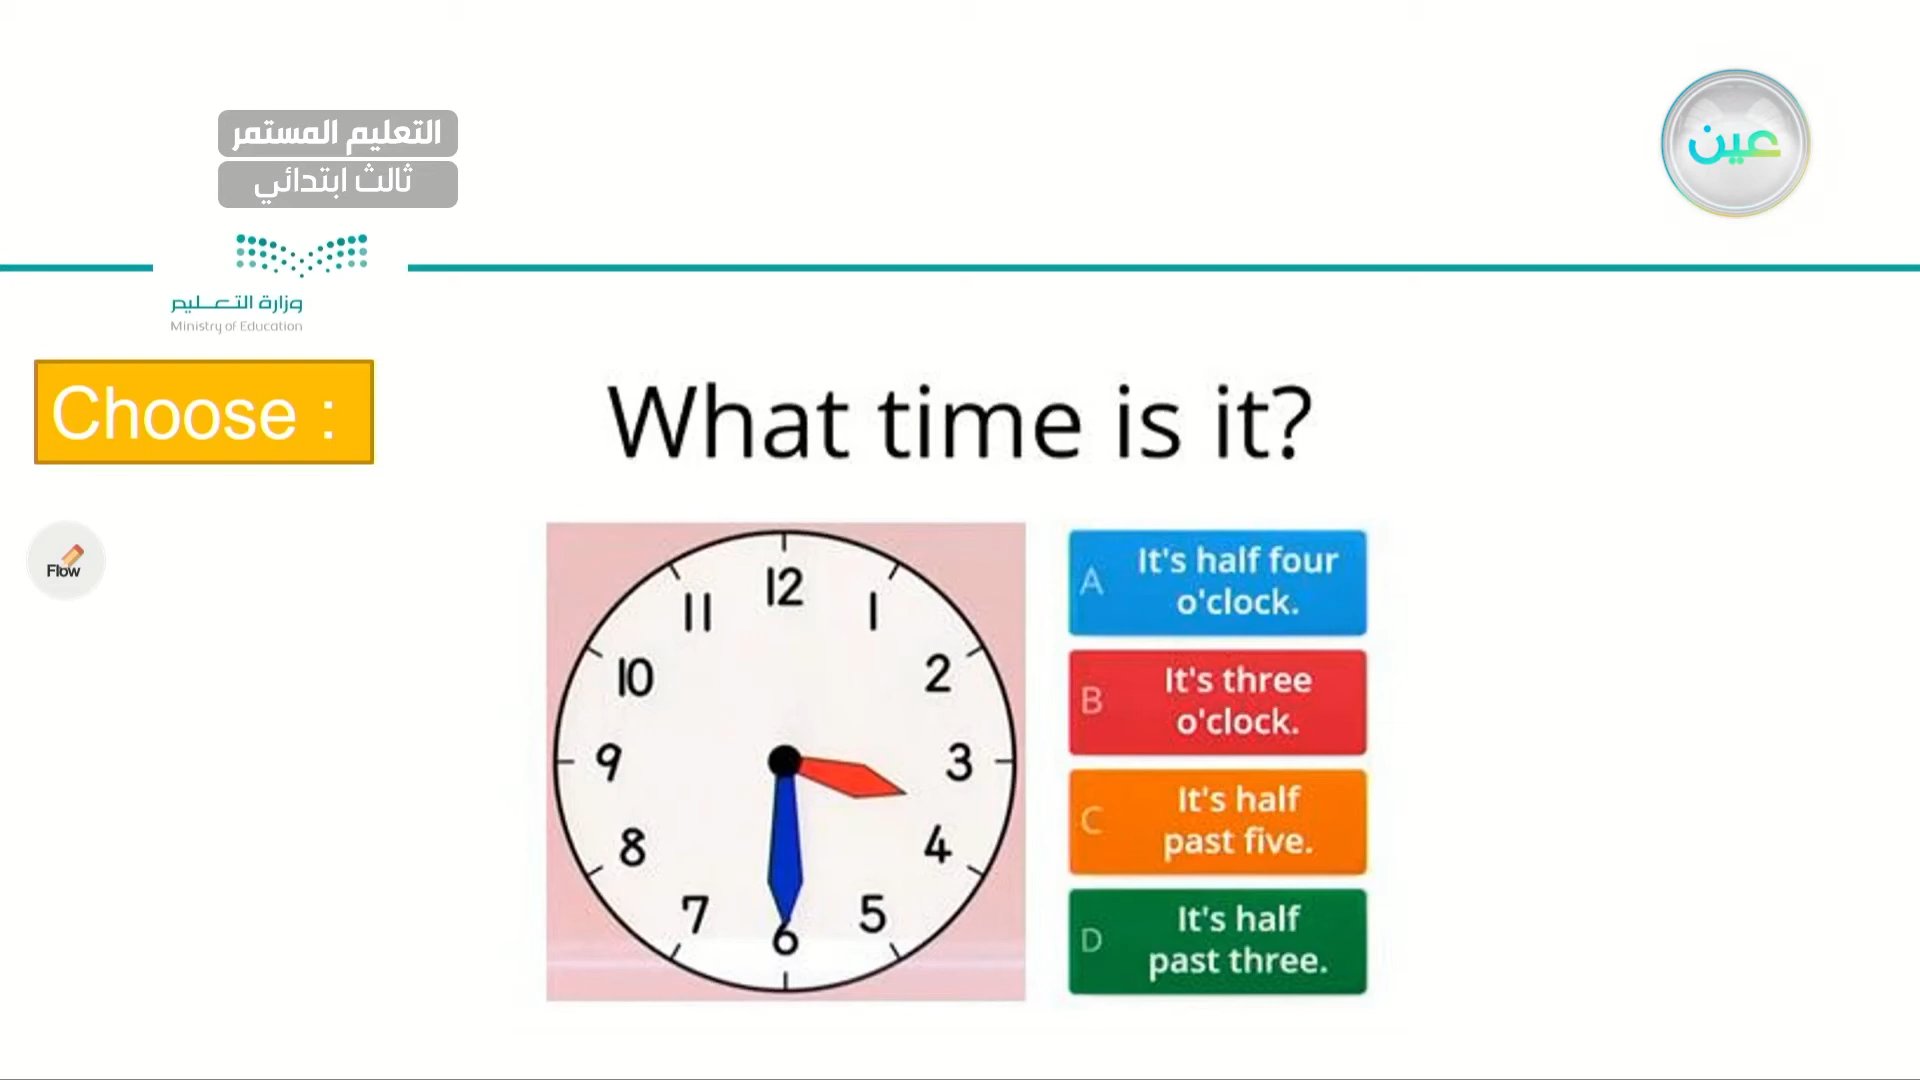 التعليم المستمر
ثالث ابتدائي
عين
وزارة التعـــليم
Ministry of Education
Choose :
What time is it?
Flow
12
1
2
3
4
5
6
7
8
9
10
11
A It's half four
o'clock.
B It's three
o'clock.
C It's half
past five.
D It's half
past three.